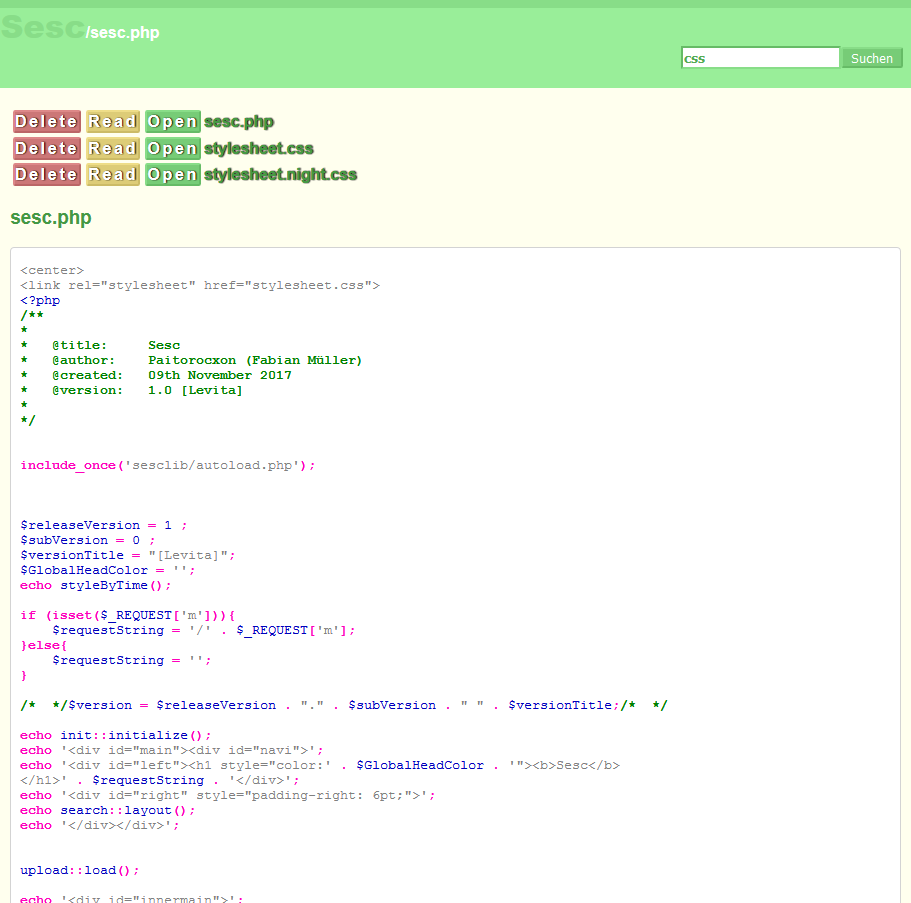 Sesc/sesc.php
css Suchen
Delete Read Open sesc.php
Delete Read Open stylesheet.css
Delete Read Open stylesheet.night.css
sesc.php
<center>
<link rel="stylesheet" href="stylesheet.css">
<?php
/**
*
*   @title:     Sesc
*   @author:    Paitorocxon (Fabian Müller)
*   @created:   09th November 2017
*   @version:   1.0 [Levita]
*
*/
include_once('sesclib/autoload.php');
$releaseVersion = 1 ;
$subVersion = 0 ;
$versionTitle = "[Levita]";
$GlobalHeadColor = '';
echo styleByTime();
if (isset($_REQUEST['m'])){
    $requestString = '/' . $_REQUEST['m'];
}else{
    $requestString = '';
}
/*  */$version = $releaseVersion . "." . $subVersion . " " . $versionTitle;/*  */
echo init::initialize();
echo '<div id="main"><div id="navi">';
echo '<div id="left"><h1 style="color:' . $GlobalHeadColor . '"><b>Sesc</b>
</h1>' . $requestString . '</div>';
echo '<div id="right" style="padding-right: 6pt;">';
echo search::layout();
echo '</div></div>';
upload::load();
echo '<div id="innermain">';